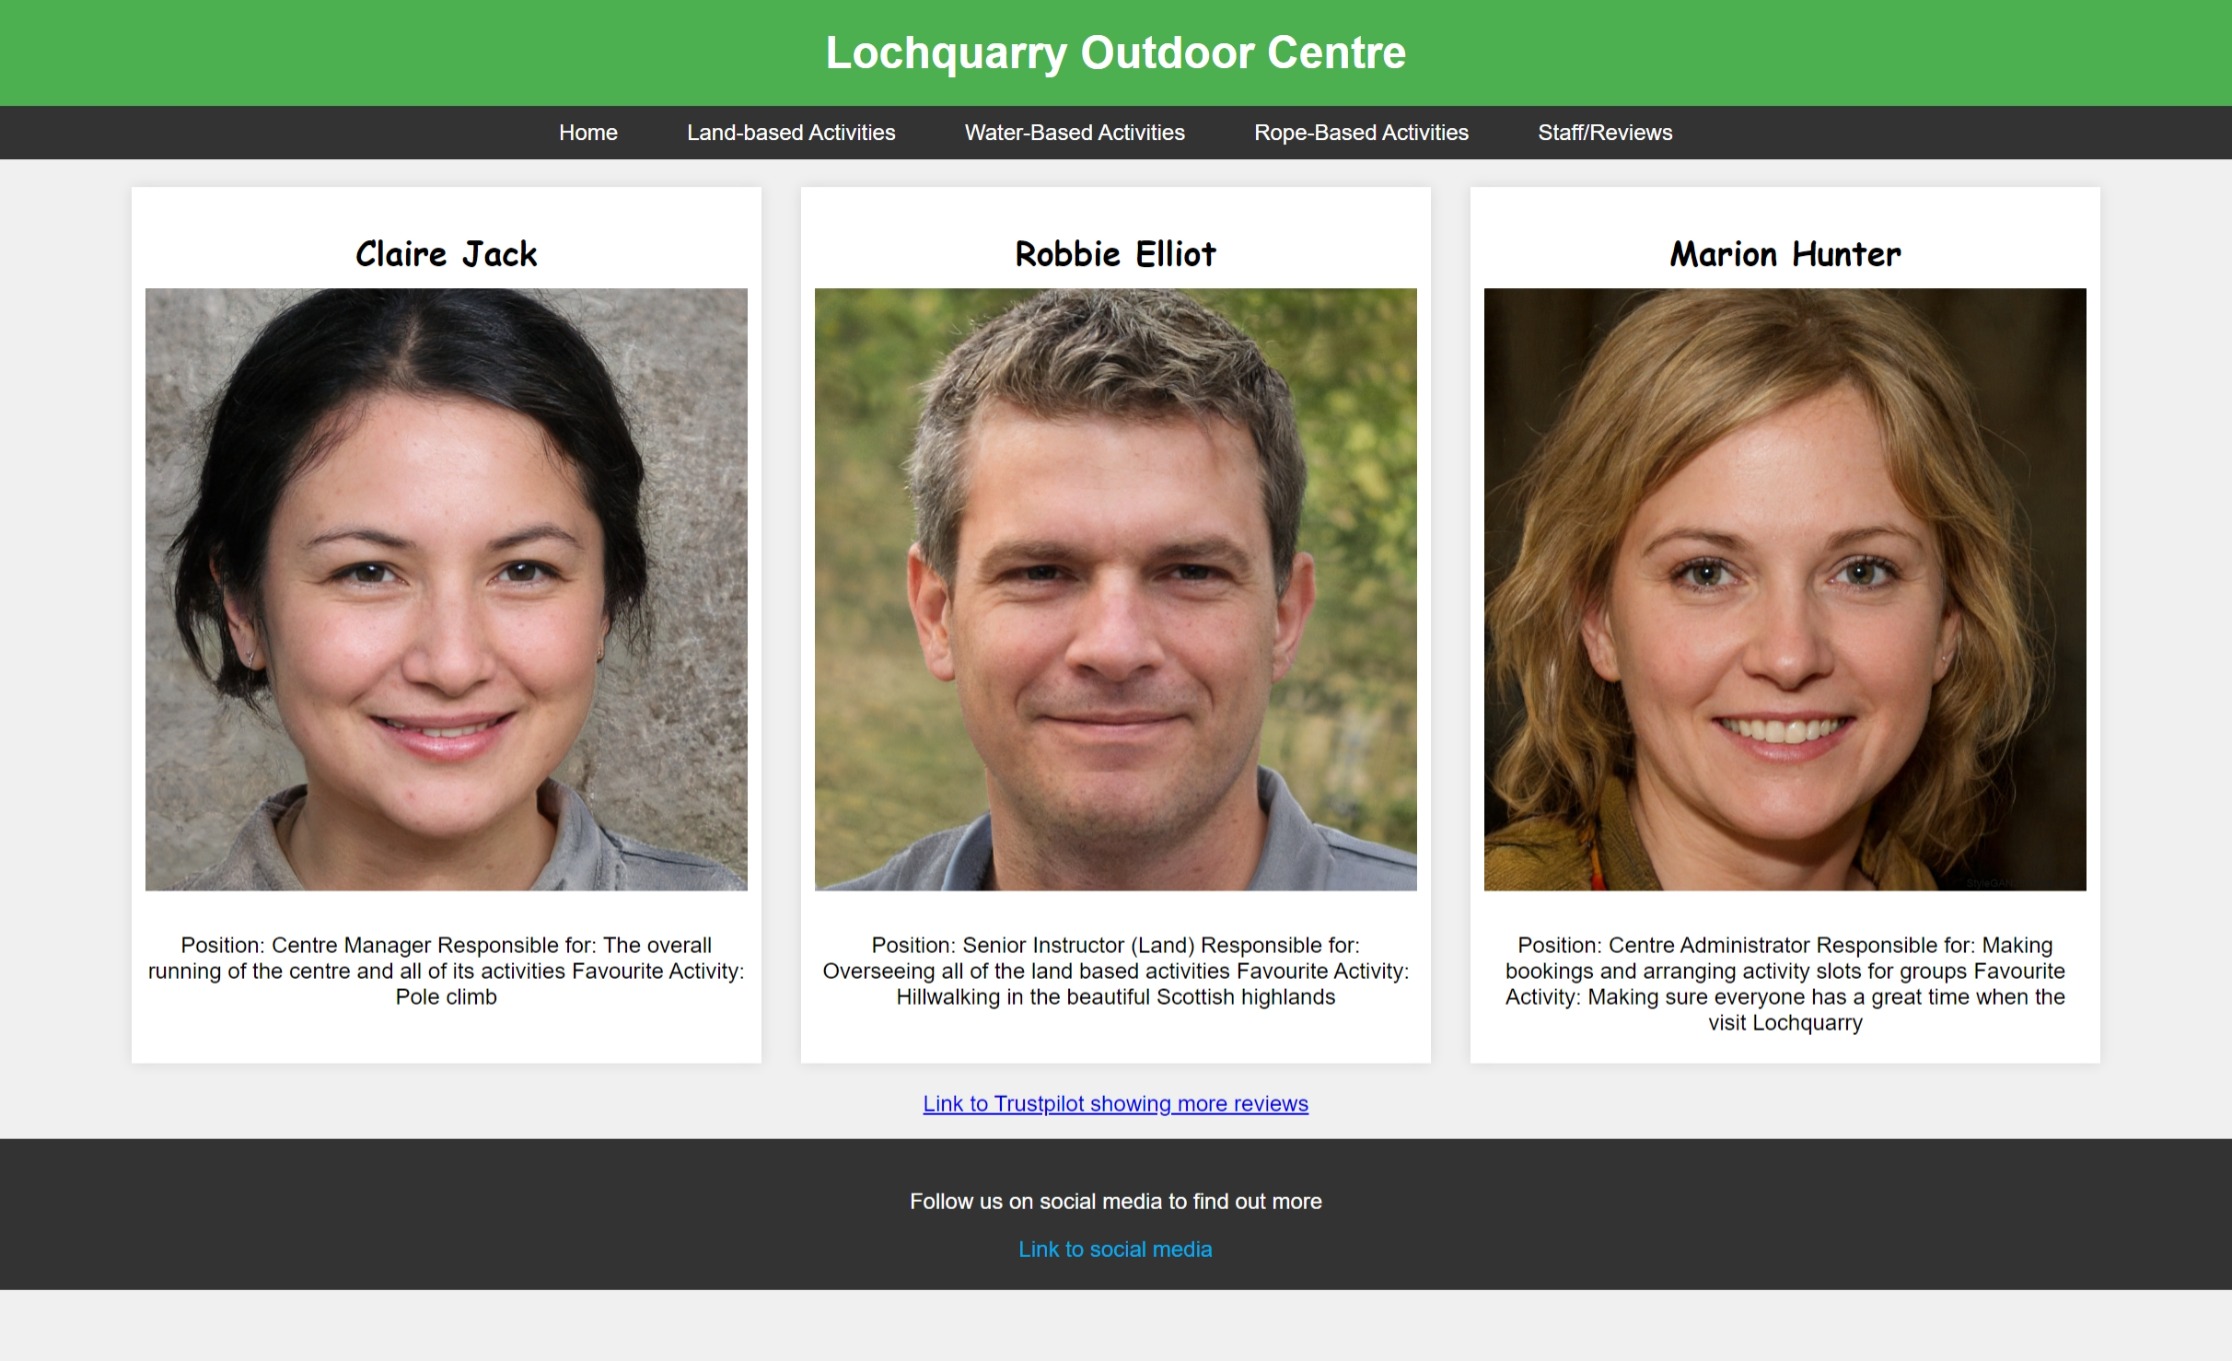 Lochquarry Outdoor Centre
Home Land-based Activities Water-Based Activities Rope-Based Activities Staff/Reviews
Claire Jack
Position: Centre Manager Responsible for: The overall
running of the centre and all of its activities Favourite Activity:
Pole climb
Robbie Elliot
Position: Senior Instructor (Land) Responsible for:
Overseeing all of the land based activities Favourite Activity:
Hillwalking in the beautiful Scottish highlands
Marion Hunter
StyleGAN
Position: Centre Administrator Responsible for: Making
bookings and arranging activity slots for groups Favourite
Activity: Making sure everyone has a great time when the
visit Lochquarry
Link to Trustpilot showing more reviews
Follow us on social media to find out more
Link to social media